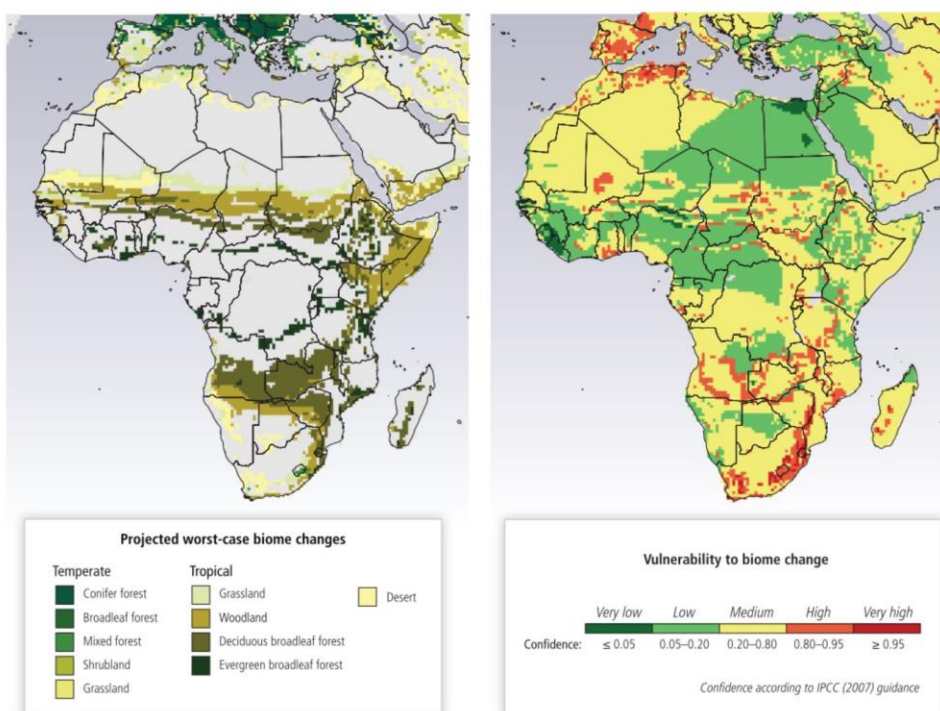 Projected worst-case biome changes
Temperate
Conifer forest
Broadleaf forest
Mixed forest
Shrubland
Grassland
Tropical
Grassland
Woodland
Deciduous broadleaf forest
Evergreen broadleaf forest
Desert
Vulnerability to biome change
Very low Low Medium High Very high
Confidence: ≤ 0.05 0.05–0.20 0.20–0.80 0.80–0.95 ≥ 0.95
Confidence according to IPCC (2007) guidance